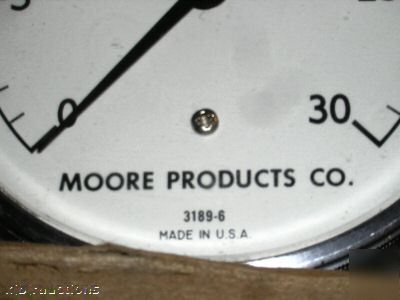 0
30
MOORE PRODUCTS CO.
3189-6
MADE IN U.S.A.